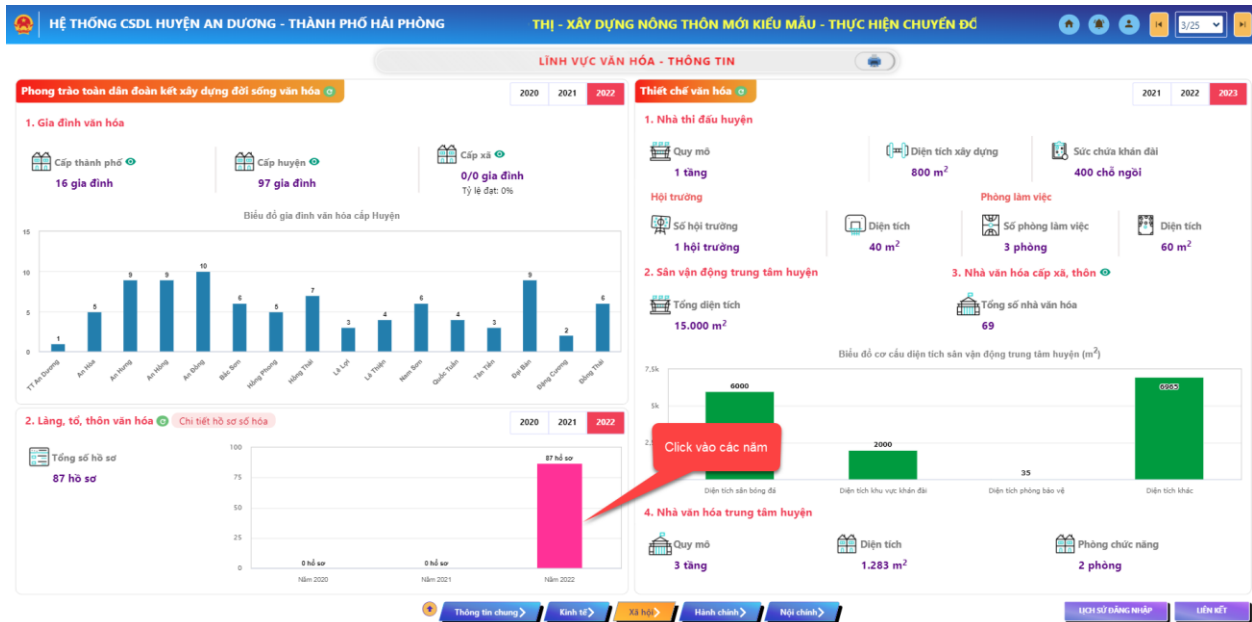 HỆ THỐNG CSDL HUYỆN AN DƯƠNG - THÀNH PHỐ HẢI PHÒNG
THỊ - XÂY DỰNG NÔNG THÔN MỚI KIỂU MẪU - THỰC HIỆN CHUYỂN ĐỔ
3/25
LĨNH VỰC VĂN HÓA - THÔNG TIN
Phong trào toàn dân đoàn kết xây dựng đời sống văn hóa
2020 2021 2022
1. Gia đình văn hóa
Cấp thành phố
16 gia đình
Cấp huyện
97 gia đình
Cấp xã
0/0 gia đình
Tỷ lệ đạt: 0%
Biểu đồ gia đình văn hóa cấp Huyện
15
10
5
0
1 5 9 9 10 6 5 7 3 4 6 4 3 9 2 6
TT An Dương An Hòa An Hưng An Hồng An Đồng Bắc Sơn Hồng Phong Hồng Thái Lê Lợi Lê Thiện Nam Sơn Quốc Tuấn Tân Tiến Đại Bản Đặng Cương Đồng Thái
2. Làng, tổ, thôn văn hóa Chi tiết hồ sơ số hóa
2020 2021 2022
Tổng số hồ sơ
87 hồ sơ
100
75
50
25
0
0 hồ sơ 0 hồ sơ 87 hồ sơ
Năm 2020 Năm 2021 Năm 2022
Click vào các năm
Thiết chế văn hóa
2021 2022 2023
1. Nhà thi đấu huyện
Quy mô
1 tầng
Diện tích xây dựng
800 m²
Sức chứa khán đài
400 chỗ ngồi
Hội trường
Phòng làm việc
Số hội trường
1 hội trường
Diện tích
40 m²
Số phòng làm việc
3 phòng
Diện tích
60 m²
2. Sân vận động trung tâm huyện
Tổng diện tích
15.000 m²
3. Nhà văn hóa cấp xã, thôn
Tổng số nhà văn hóa
69
Biểu đồ cơ cấu diện tích sân vận động trung tâm huyện (m²)
7,5k
5k
6000 2000 35 6965
Diện tích sân bóng đá Diện tích khu vực khán đài Diện tích phòng bảo vệ Diện tích khác
4. Nhà văn hóa trung tâm huyện
Quy mô
3 tầng
Diện tích
1.283 m²
Phòng chức năng
2 phòng
Thông tin chung Kinh tế Xã hội Hành chính Nội chính
LỊCH SỬ ĐĂNG NHẬP LIÊN KẾT